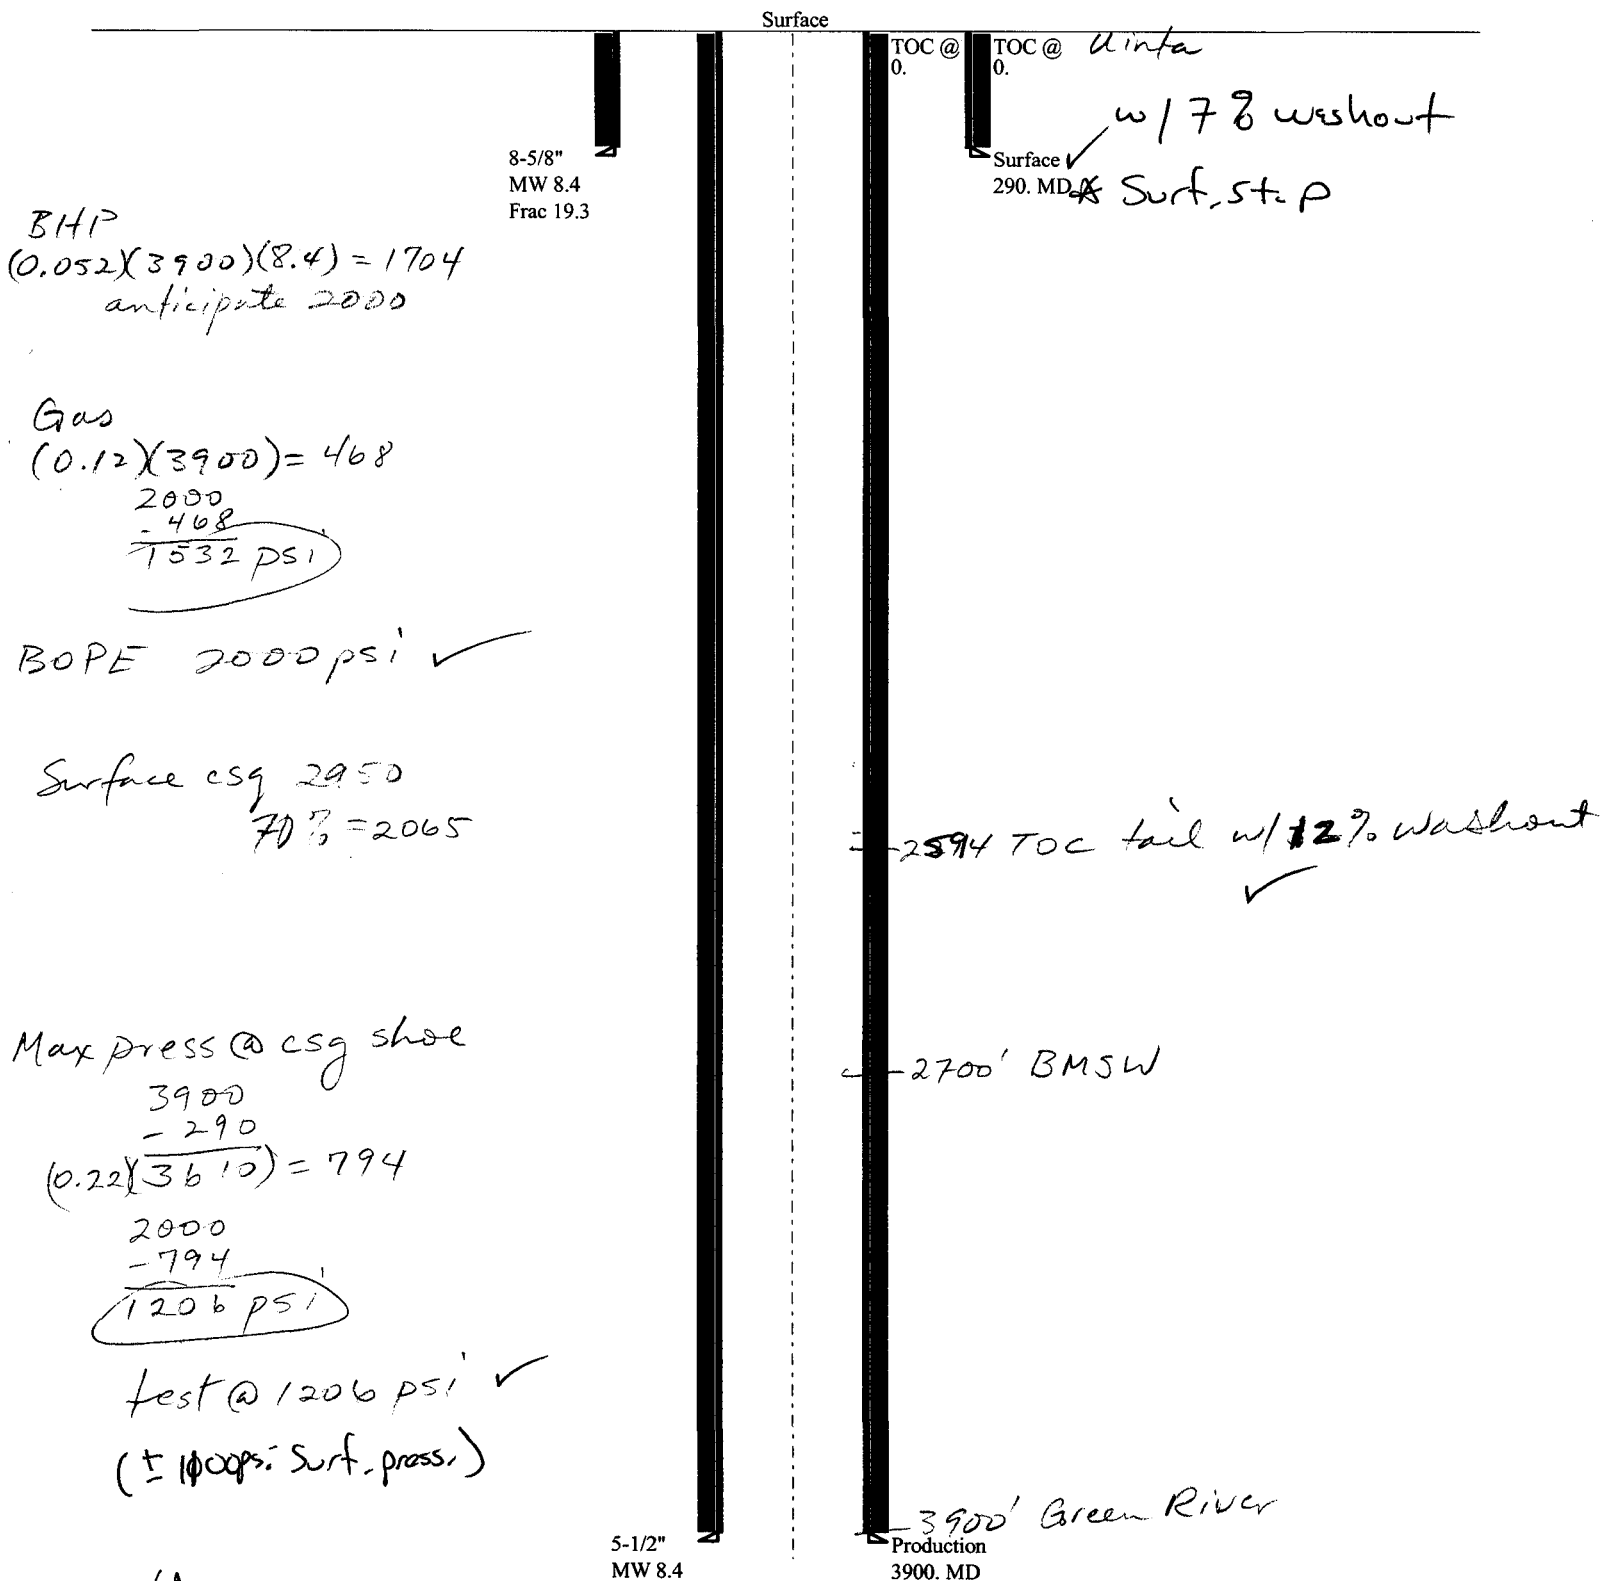 Surface
TOC @
0.
TOC @
0.
Uinta
w/ 7% washout
8-5/8"
MW 8.4
Frac 19.3
Surface ✓
290. MD
* Surf. stop
BHP
(0.052)(3900)(8.4) = 1704
anticipate 2000
Gas
(0.12)(3900) = 468
2000
- 468
1532 psi
BOPE 2000 psi ✓
Surface csg 2950
70% = 2065
2594 TOC tail w/ 12% washout
✓
Max press @ csg shoe
3900
- 290
(0.22)(3610) = 794
2000
- 794
1206 psi
2700' BMSW
test @ 1206 psi ✓
(± 1000psi Surf. press.)
3900' Green River
5-1/2"
MW 8.4
Production
3900. MD